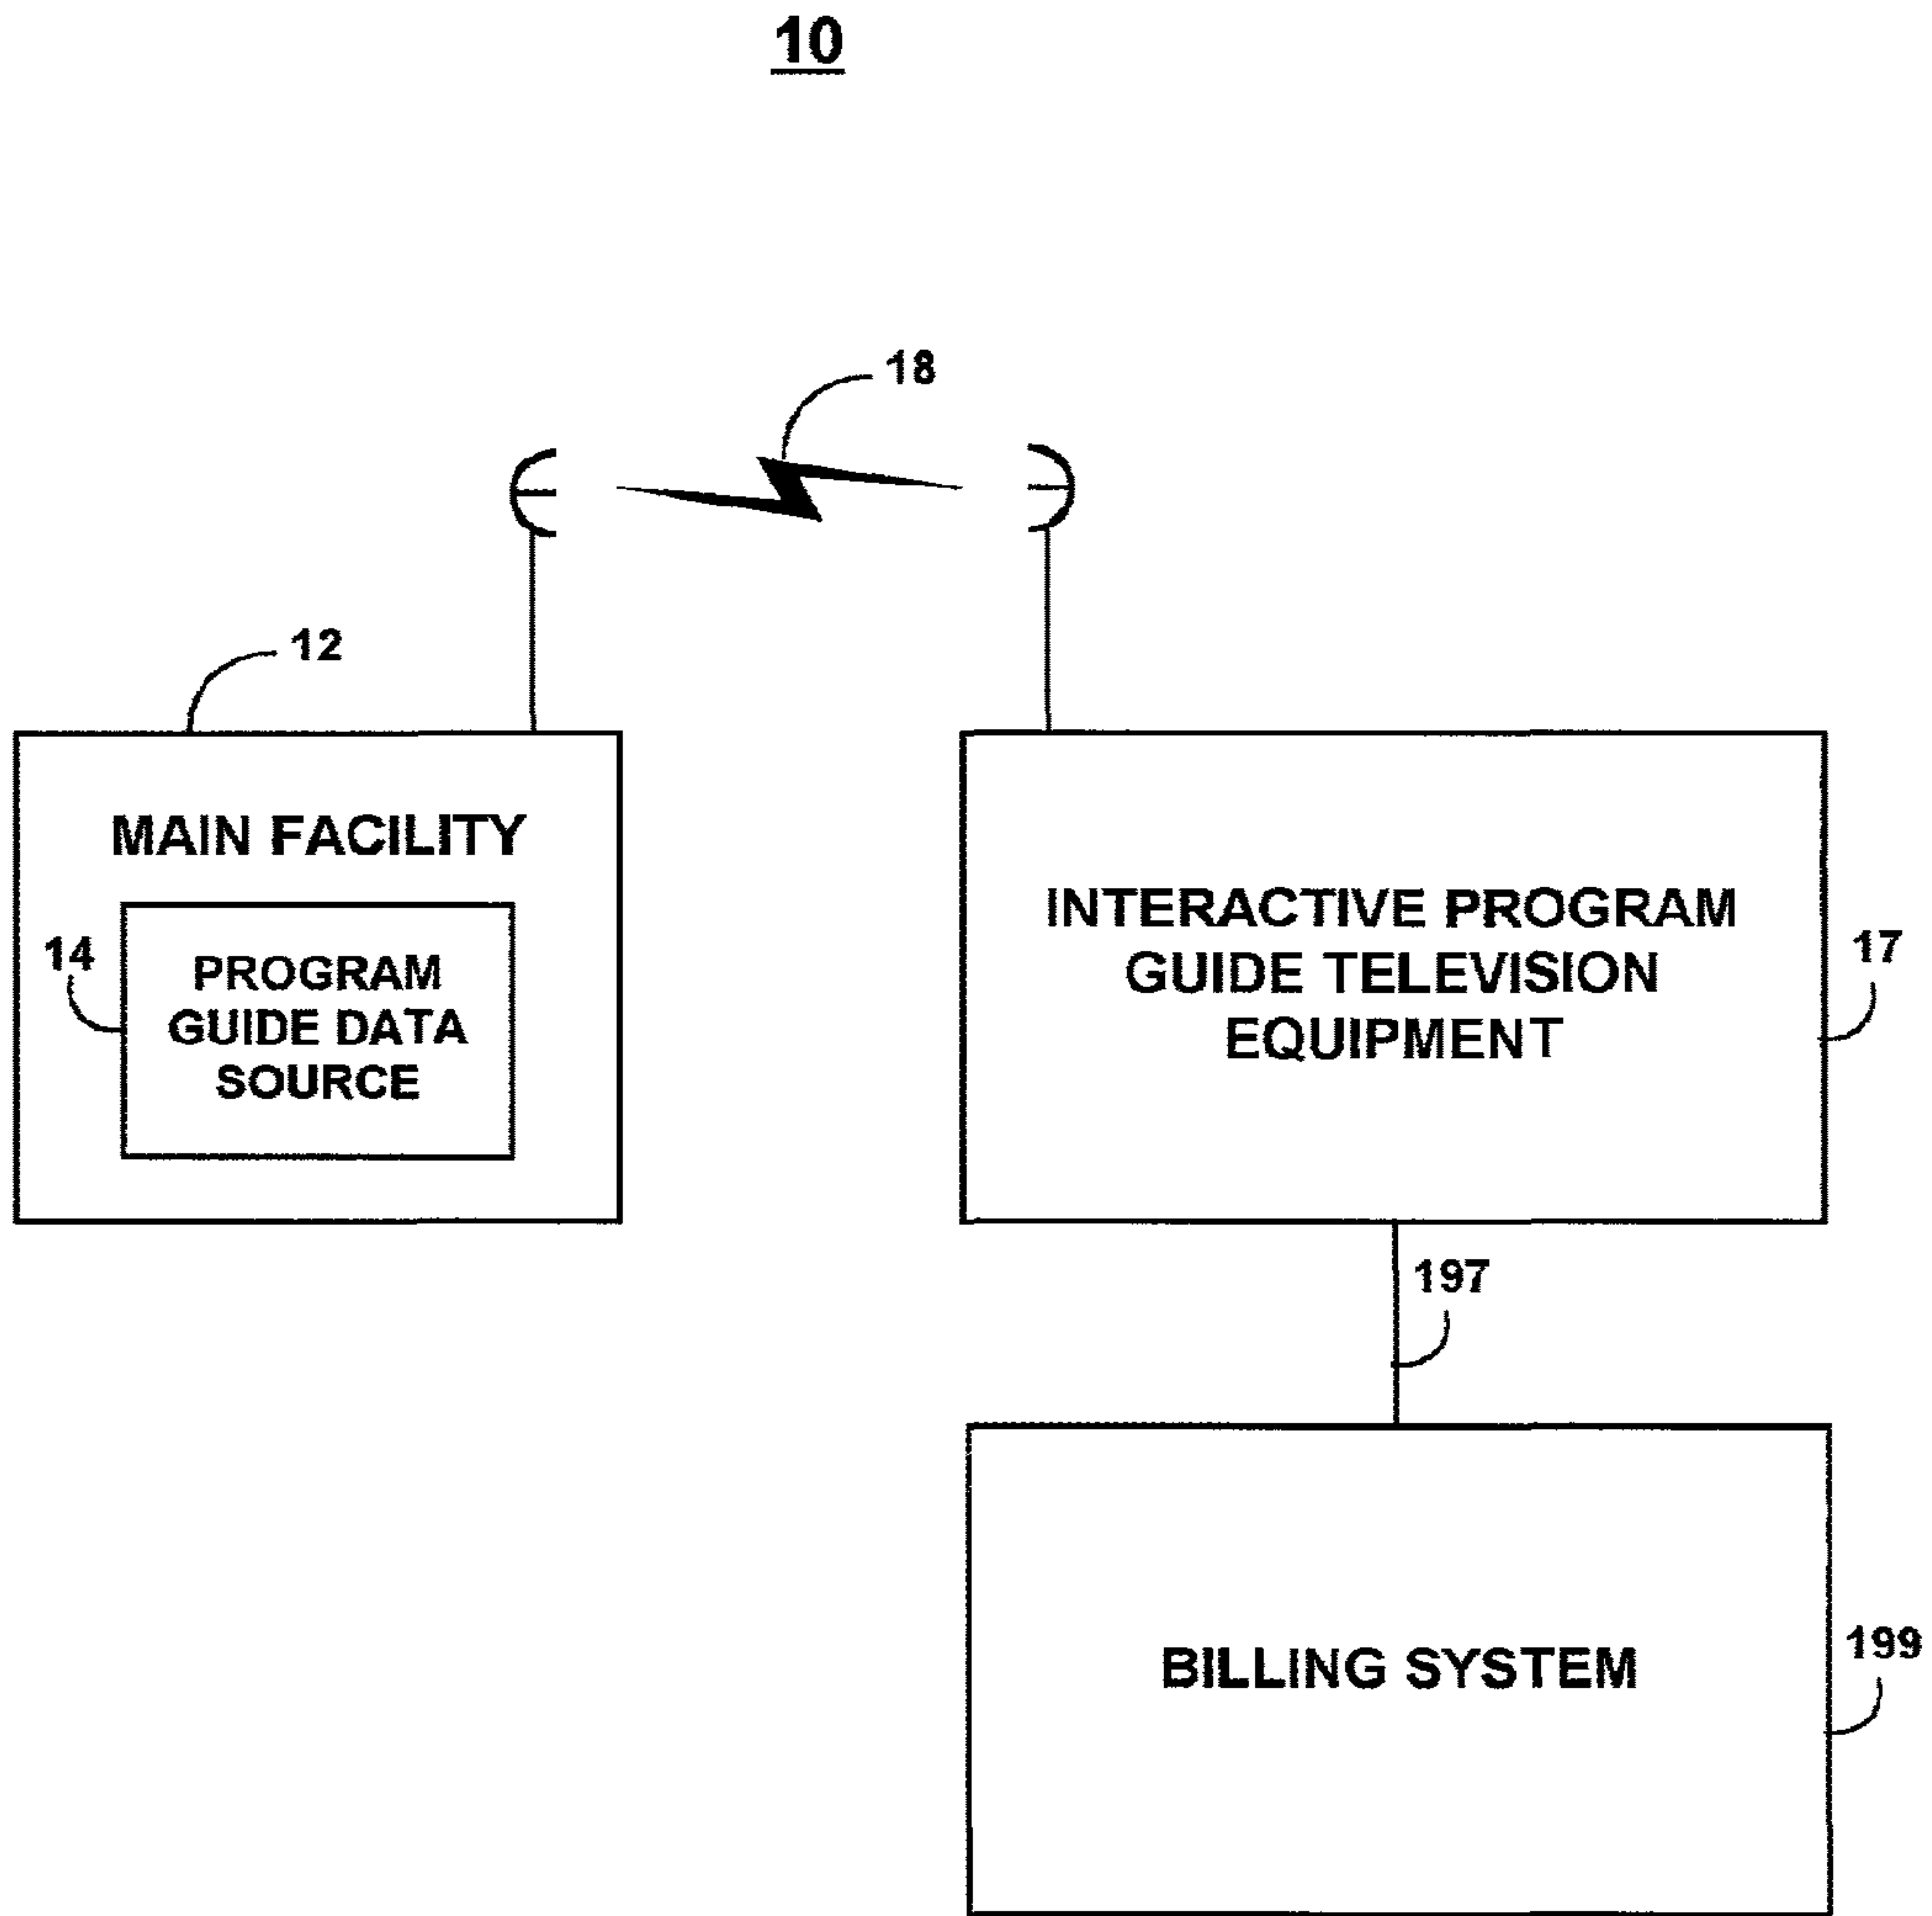 10
18
12
MAIN FACILITY
14
PROGRAM
GUIDE DATA
SOURCE
INTERACTIVE PROGRAM
GUIDE TELEVISION
EQUIPMENT
17
197
BILLING SYSTEM
199